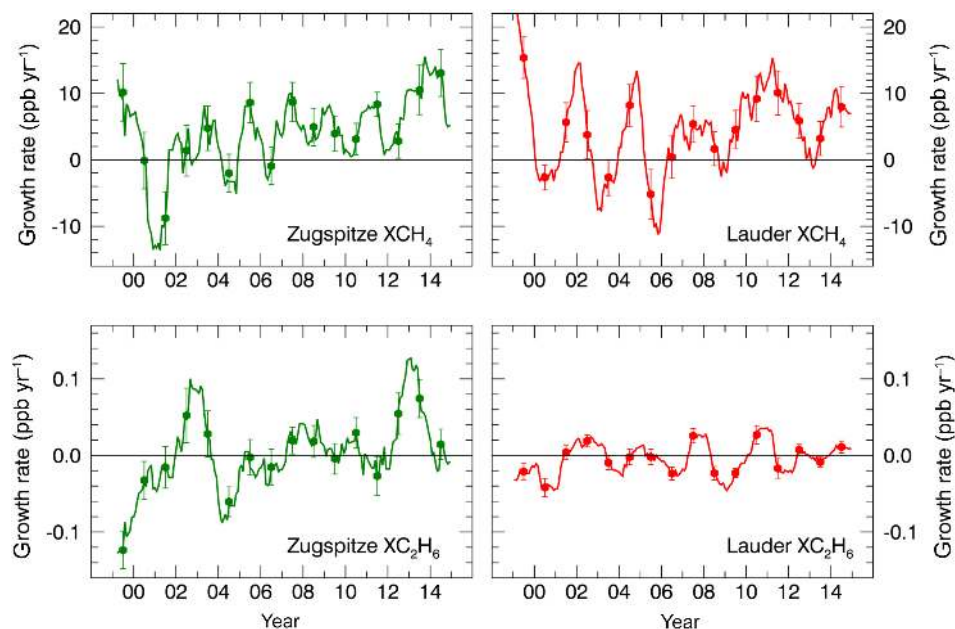 Growth rate (ppb yr⁻¹)
20
10
0
-10
Zugspitze XCH₄
00 02 04 06 08 10 12 14
Lauder XCH₄
00 02 04 06 08 10 12 14
20
10
0
-10
Growth rate (ppb yr⁻¹)
Growth rate (ppb yr⁻¹)
0.1
0.0
-0.1
Zugspitze XC₂H₆
00 02 04 06 08 10 12 14
Year
Lauder XC₂H₆
00 02 04 06 08 10 12 14
Year
0.1
0.0
-0.1
Growth rate (ppb yr⁻¹)